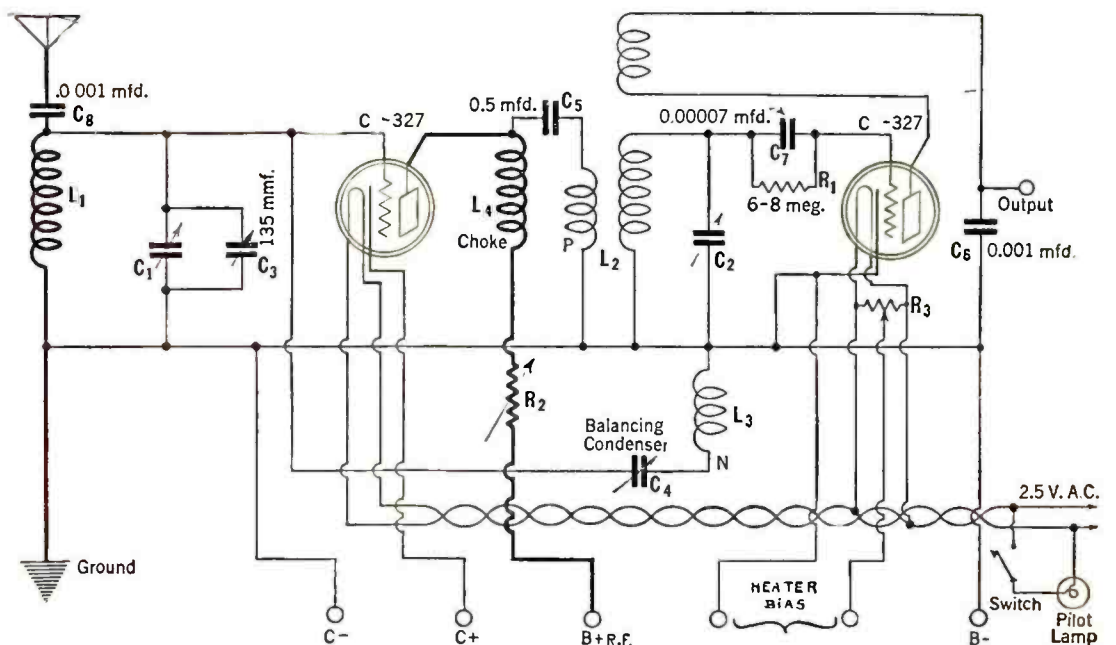 .0 001 mfd.
C8
L1
C1
C3
135 mmf.
C -327
0.5 mfd.
C5
L4
Choke
P
L2
R2
0.00007 mfd.
C7
R1
6-8 meg.
C2
C -327
Output
C6
0.001 mfd.
R3
L3
N
Balancing
Condenser
C4
2.5 V. A.C.
Ground
Switch
Pilot
Lamp
C-
C+
B+R.F.
HEATER
BIAS
B-